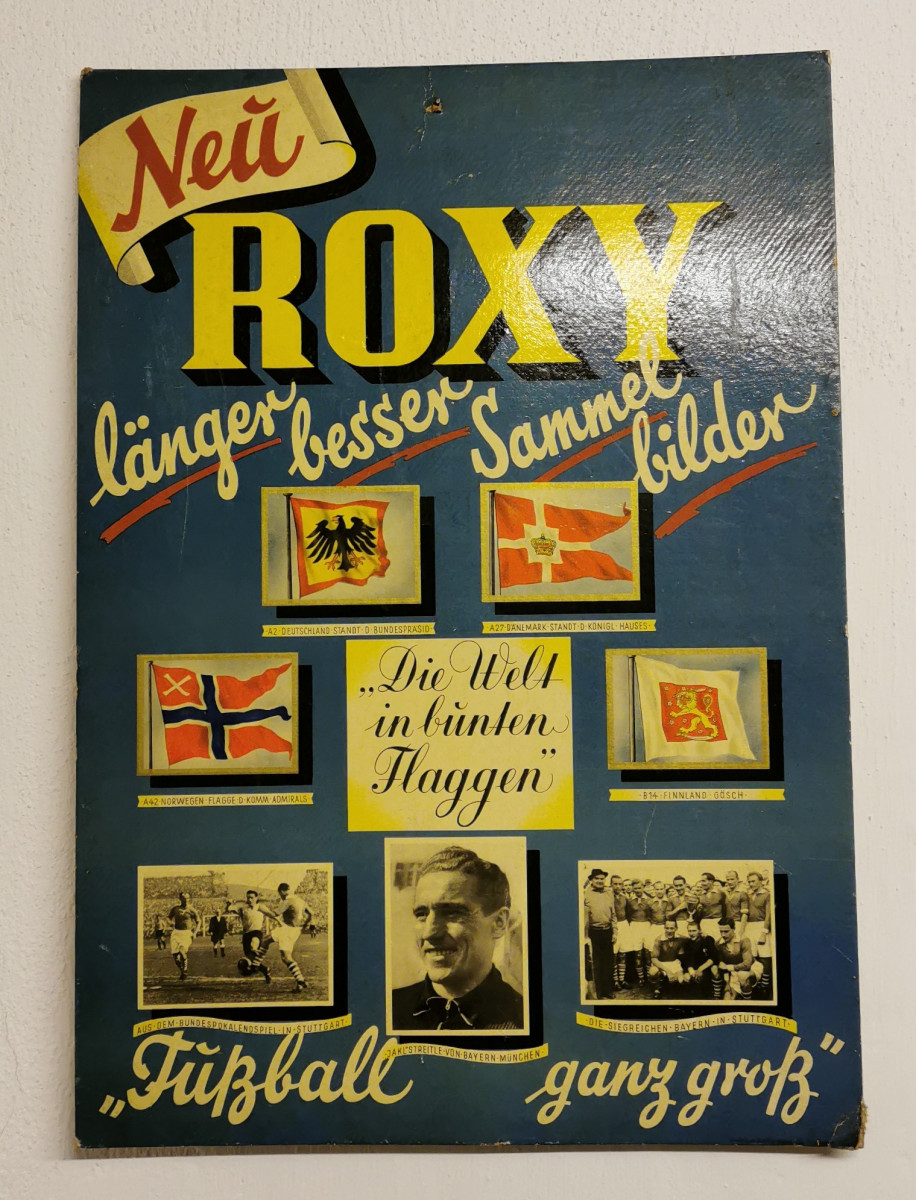 Neu
ROXY
länger besser Sammel
bilder
A2·DEUTSCHLAND STANDT·D·BUNDESPRÄSID
A27·DÄNEMARK·STANDT·D·KÖNIGL·HAUSES·
„Die Welt
in bunten
Flaggen"
A42 NORWEGEN·FLAGGE·D·KOMM·ADMIRALS·
·B14·FINNLAND·GÖSCH·
AUS·DEM·BUNDESPOKALENDSPIEL·IN·STUTTGART·
"JAKL"STREITLE·VON·BAYERN·MÜNCHEN·
·DIE·SIEGREICHEN·BAYERN·IN·STUTTGART·
„Fußball ganz groß"